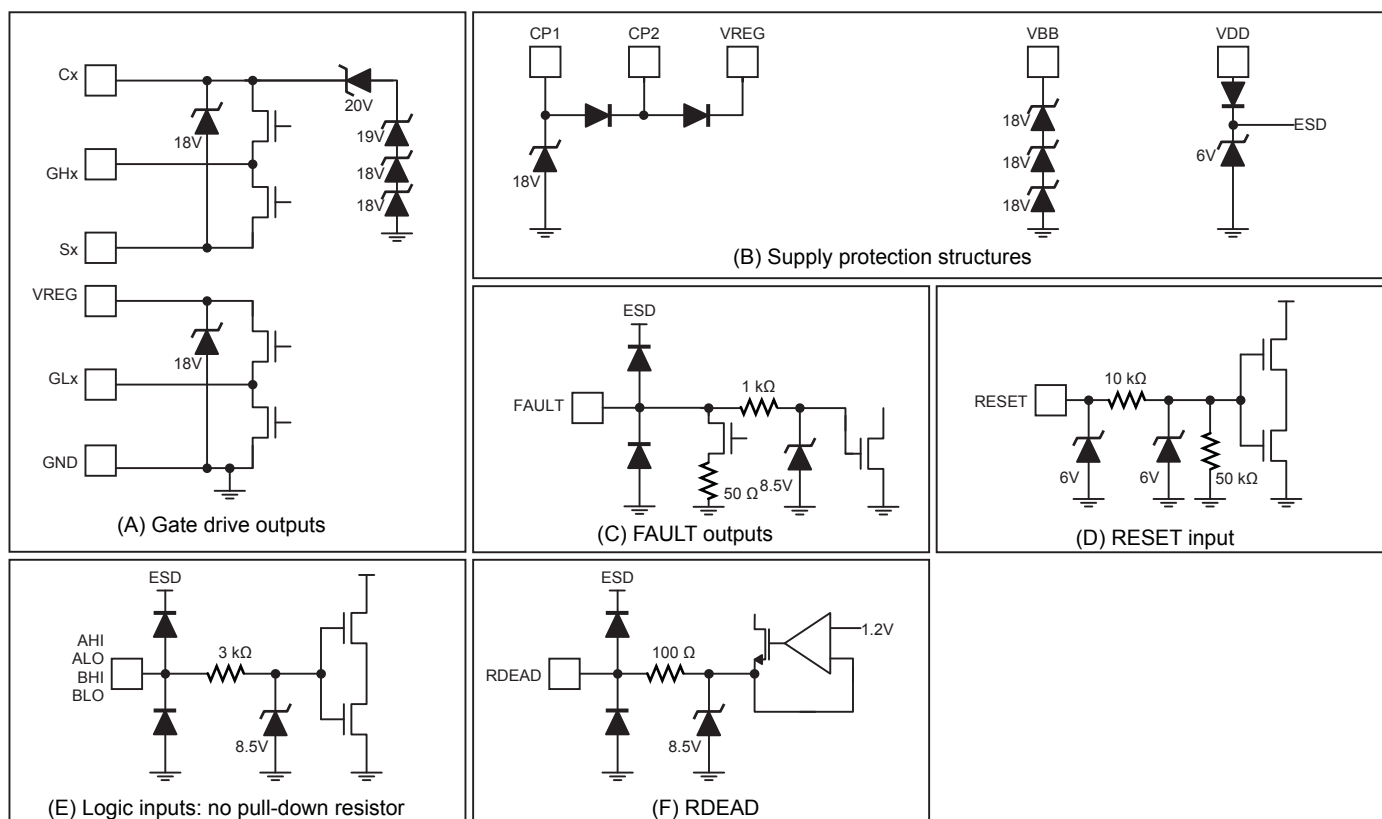 Cx
20V
18V
19V
GHx
18V
18V
Sx
VREG
18V
GLx
GND
(A) Gate drive outputs
CP1
CP2
VREG
VBB
VDD
18V
ESD
6V
18V
18V
18V
(B) Supply protection structures
ESD
1 kΩ
FAULT
50 Ω
8.5V
(C) FAULT outputs
10 kΩ
RESET
6V
6V
50 kΩ
(D) RESET input
ESD
AHI
ALO
BHI
BLO
3 kΩ
8.5V
(E) Logic inputs: no pull-down resistor
ESD
1.2V
100 Ω
RDEAD
8.5V
(F) RDEAD